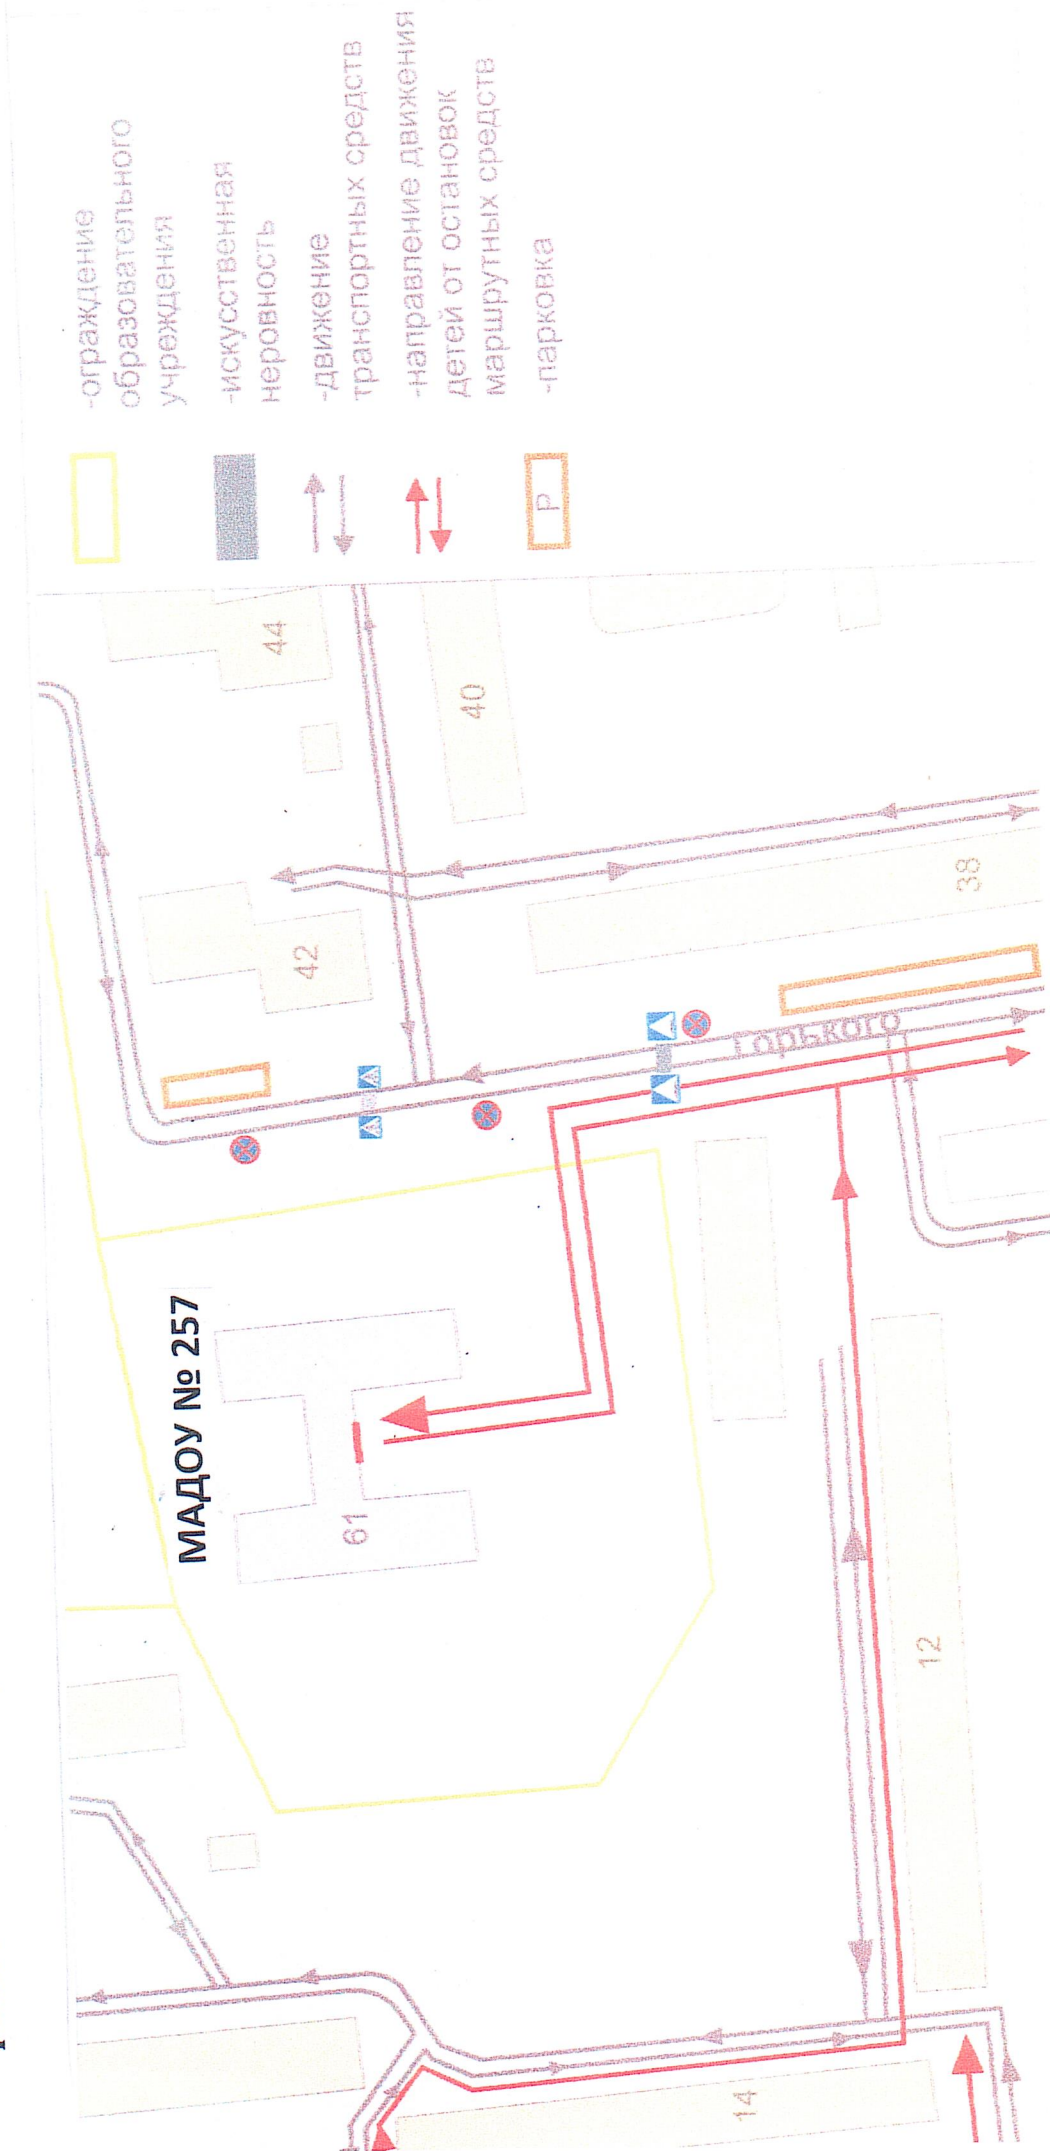 МАДОУ № 257
61
42
44
40
38
12
14
Горького
-ограждение
образовательного
учреждения
-искусственная
неровность
-движение
транспортных средств
-направление движения
детей от остановок
маршрутных средств
P
-парковка